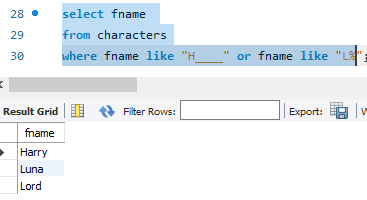 28 select fname
29 from characters
30 where fname like "H____" or fname like "L%";
Result Grid Filter Rows: Export:
fname
Harry
Luna
Lord